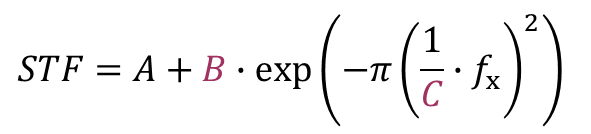 STF = A + B · exp(−π(1/C · fₓ)²)